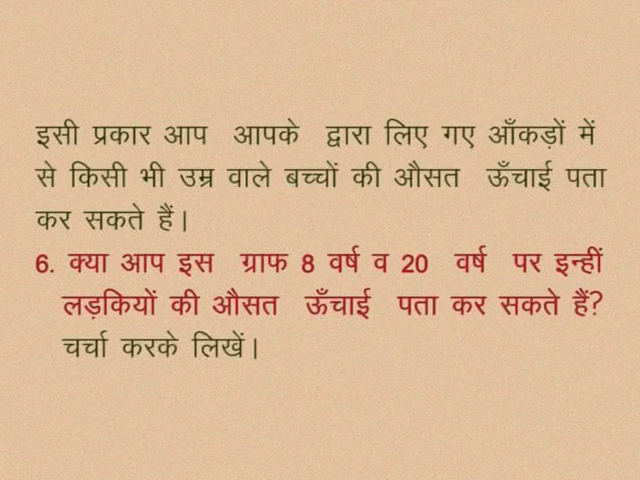 इसी प्रकार आप आपके द्वारा लिए गए आँकड़ों में
से किसी भी उम्र वाले बच्चों की औसत ऊँचाई पता
कर सकते हैं।
6. क्या आप इस ग्राफ 8 वर्ष व 20 वर्ष पर इन्हीं
लड़कियों की औसत ऊँचाई पता कर सकते हैं?
चर्चा करके लिखें।